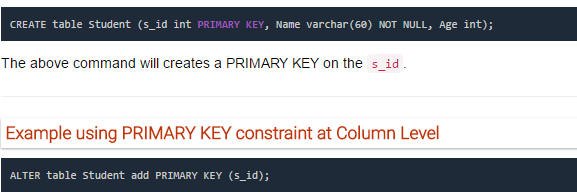 CREATE table Student (s_id int PRIMARY KEY, Name varchar(60) NOT NULL, Age int);
The above command will creates a PRIMARY KEY on the s_id.
Example using PRIMARY KEY constraint at Column Level
ALTER table Student add PRIMARY KEY (s_id);